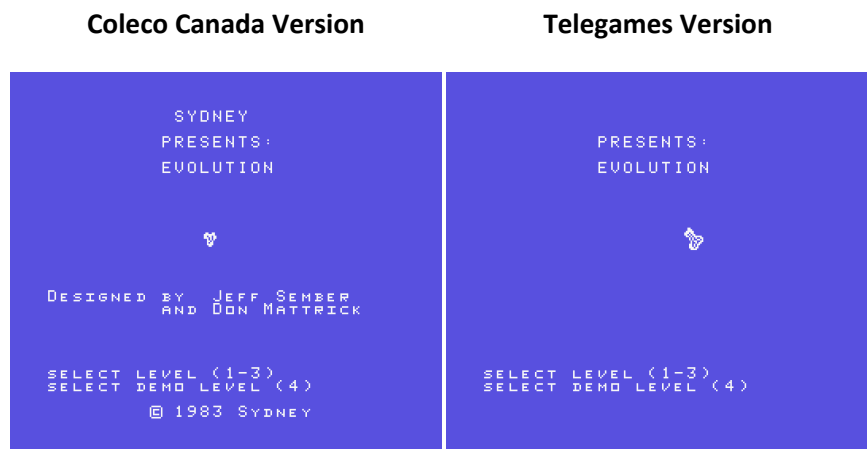 Coleco Canada Version
Telegames Version
SYDNEY
PRESENTS:
EVOLUTION
DESIGNED BY JEFF SEMBER
AND DON MATTRICK
SELECT LEVEL (1-3)
SELECT DEMO LEVEL (4)
© 1983 SYDNEY
PRESENTS:
EVOLUTION
SELECT LEVEL (1-3)
SELECT DEMO LEVEL (4)